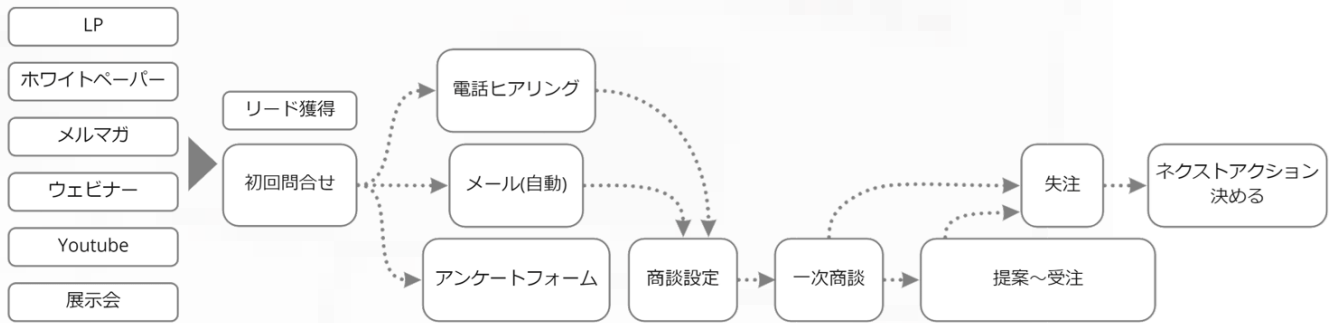 LP
ホワイトペーパー
メルマガ
ウェビナー
Youtube
展示会
リード獲得
初回問合せ
電話ヒアリング
メール(自動)
アンケートフォーム
商談設定
一次商談
提案～受注
失注
ネクストアクション
決める